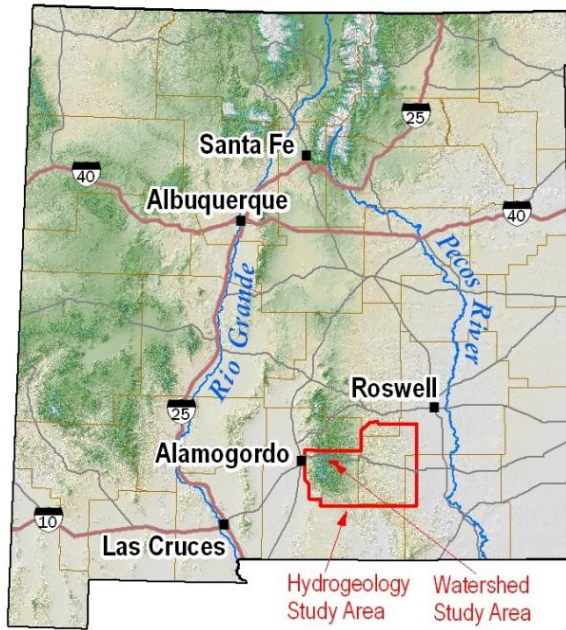 25
Santa Fe
40
Albuquerque
40
Pecos River
Rio Grande
Roswell
25
Alamogordo
10
Las Cruces
Hydrogeology
Study Area
Watershed
Study Area